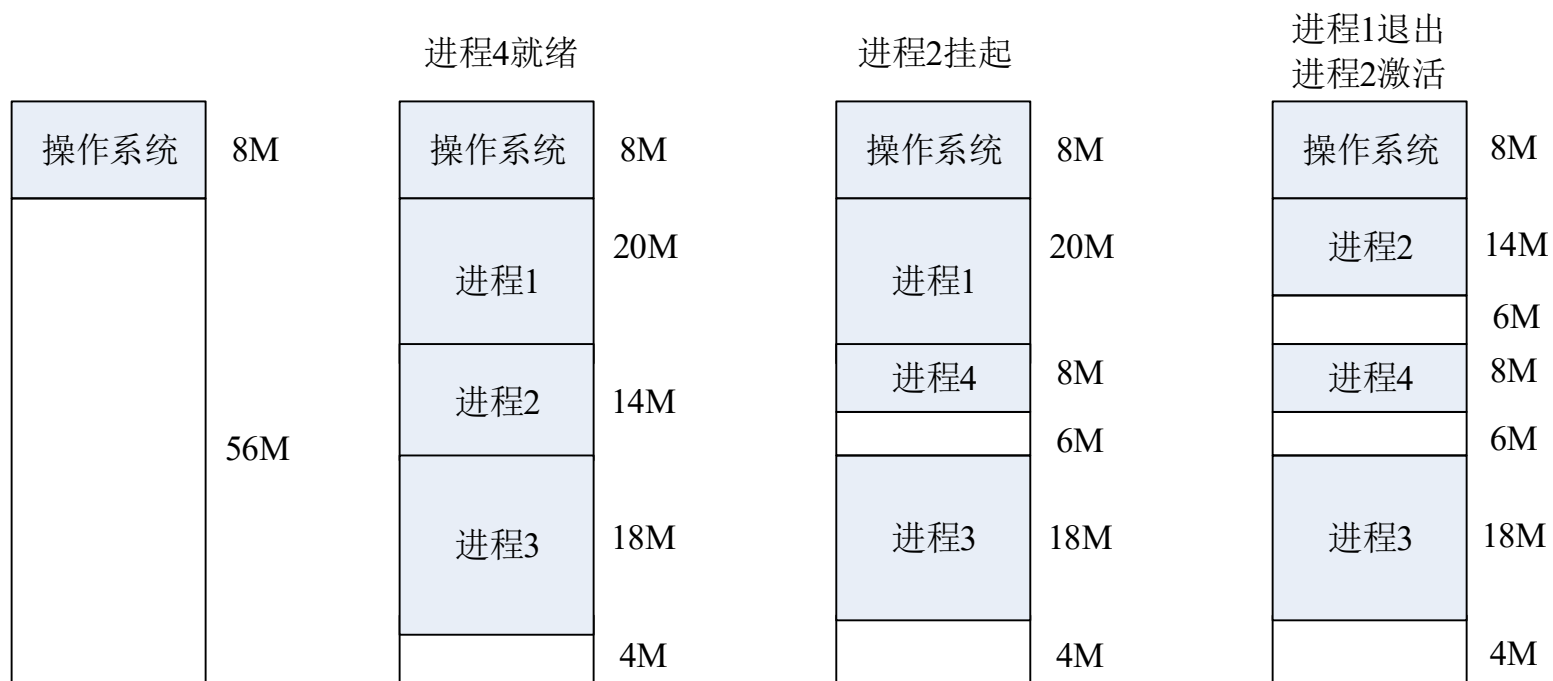 进程4就绪
进程2挂起
进程1退出
进程2激活
操作系统
8M
56M
操作系统
8M
进程1
20M
进程2
14M
进程3
18M
4M
操作系统
8M
进程1
20M
进程4
8M
6M
进程3
18M
4M
操作系统
8M
进程2
14M
6M
进程4
8M
6M
进程3
18M
4M